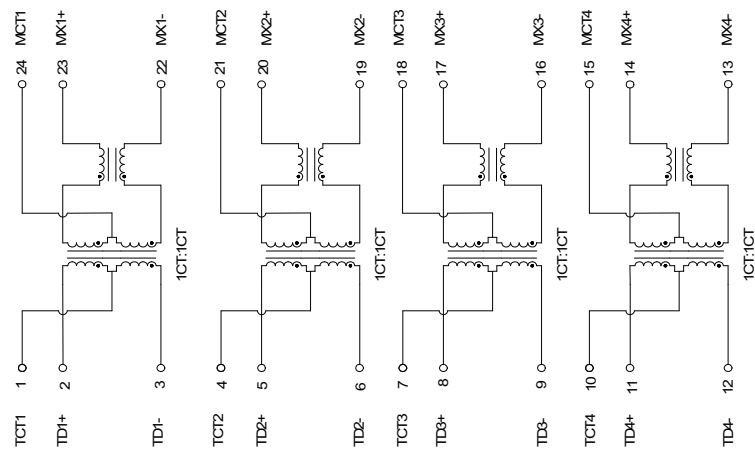 MCT1
MX1+
MX1-
MCT2
MX2+
MX2-
MCT3
MX3+
MX3-
MCT4
MX4+
MX4-
24
23
22
21
20
19
18
17
16
15
14
13
1CT:1CT
1CT:1CT
1CT:1CT
1CT:1CT
1
2
3
4
5
6
7
8
9
10
11
12
TCT1
TD1+
TD1-
TCT2
TD2+
TD2-
TCT3
TD3+
TD3-
TCT4
TD4+
TD4-